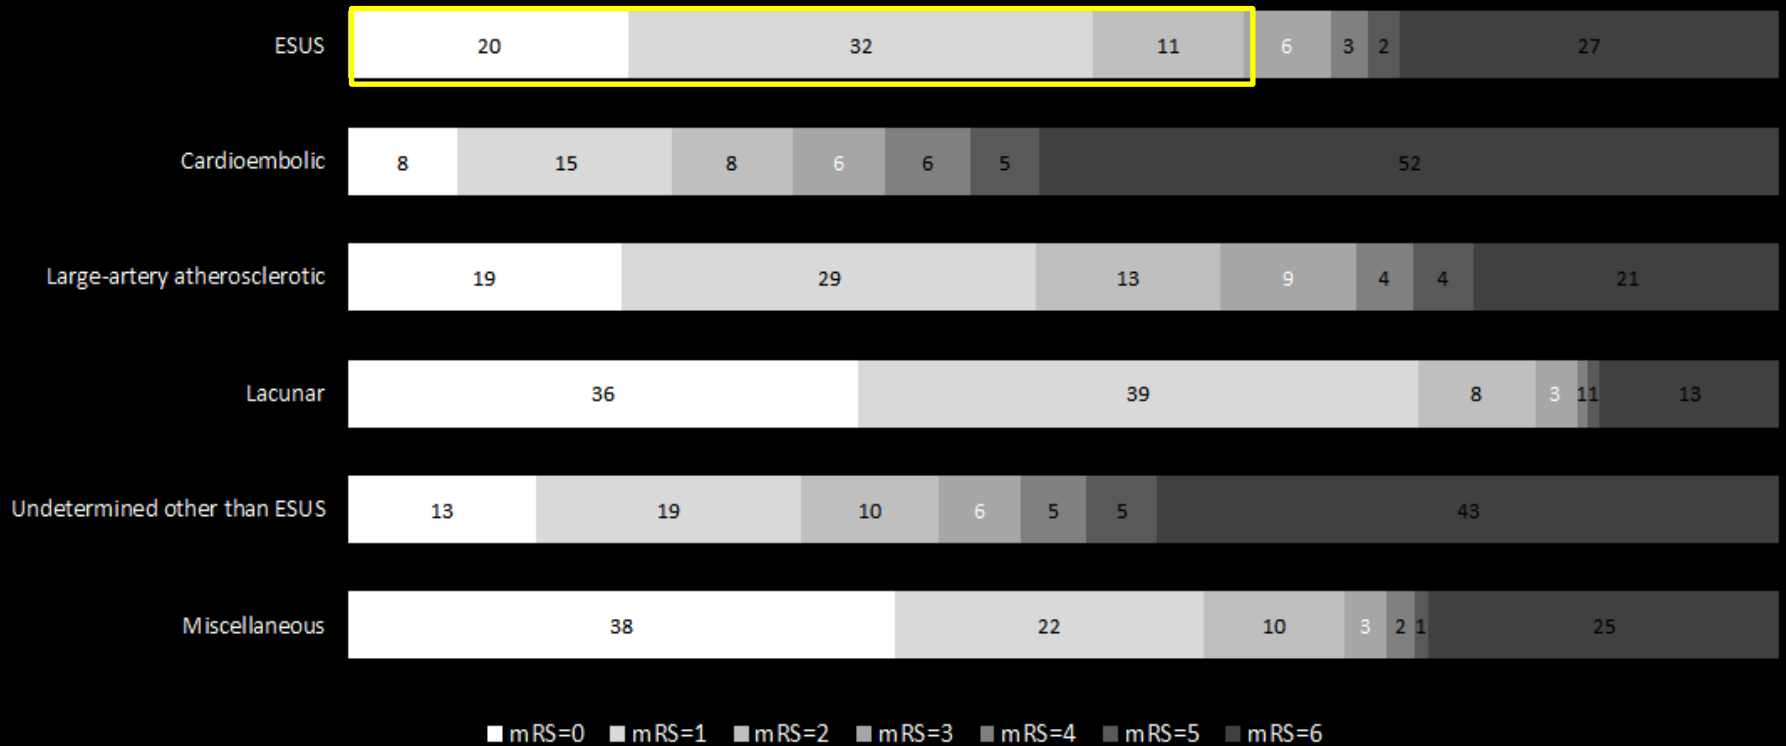 ESUS 20 32 11 6 3 2 27
Cardioembolic 8 15 8 6 6 5 52
Large-artery atherosclerotic 19 29 13 9 4 4 21
Lacunar 36 39 8 3 1 1 13
Undetermined other than ESUS 13 19 10 6 5 5 43
Miscellaneous 38 22 10 3 2 1 25
mRS=0 mRS=1 mRS=2 mRS=3 mRS=4 mRS=5 mRS=6